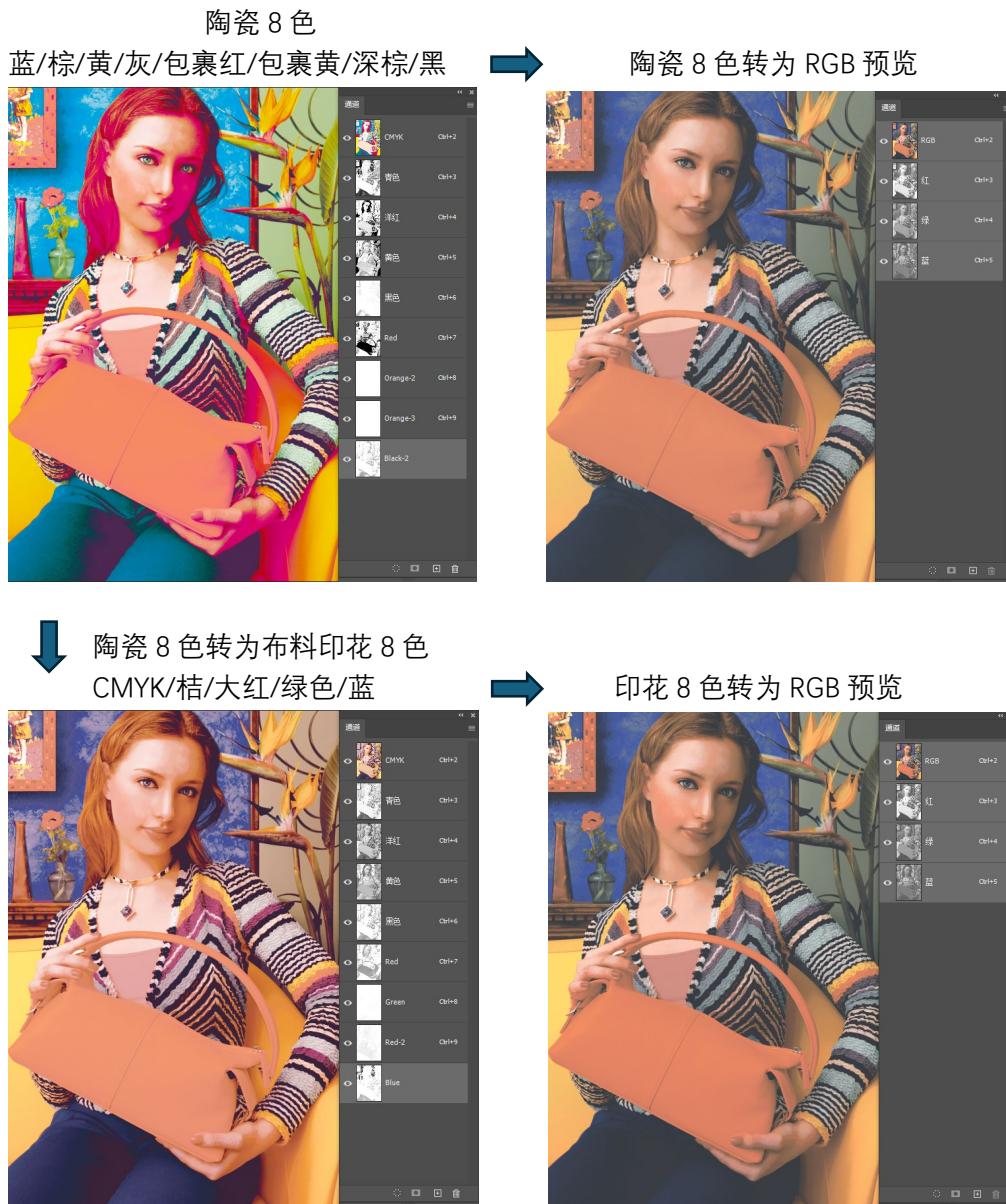 陶瓷 8 色
蓝/棕/黄/灰/包裹红/包裹黄/深棕/黑
陶瓷 8 色转为 RGB 预览
通道
CMYK Ctrl+2
青色 Ctrl+3
洋红 Ctrl+4
黄色 Ctrl+5
黑色 Ctrl+6
Red Ctrl+7
Orange-2 Ctrl+8
Orange-3 Ctrl+9
Black-2
通道
RGB Ctrl+2
红 Ctrl+3
绿 Ctrl+4
蓝 Ctrl+5
陶瓷 8 色转为布料印花 8 色
CMYK/桔/大红/绿色/蓝
印花 8 色转为 RGB 预览
通道
CMYK Ctrl+2
青色 Ctrl+3
洋红 Ctrl+4
黄色 Ctrl+5
黑色 Ctrl+6
Red Ctrl+7
Green Ctrl+8
Red-2 Ctrl+9
Blue
通道
RGB Ctrl+2
红 Ctrl+3
绿 Ctrl+4
蓝 Ctrl+5